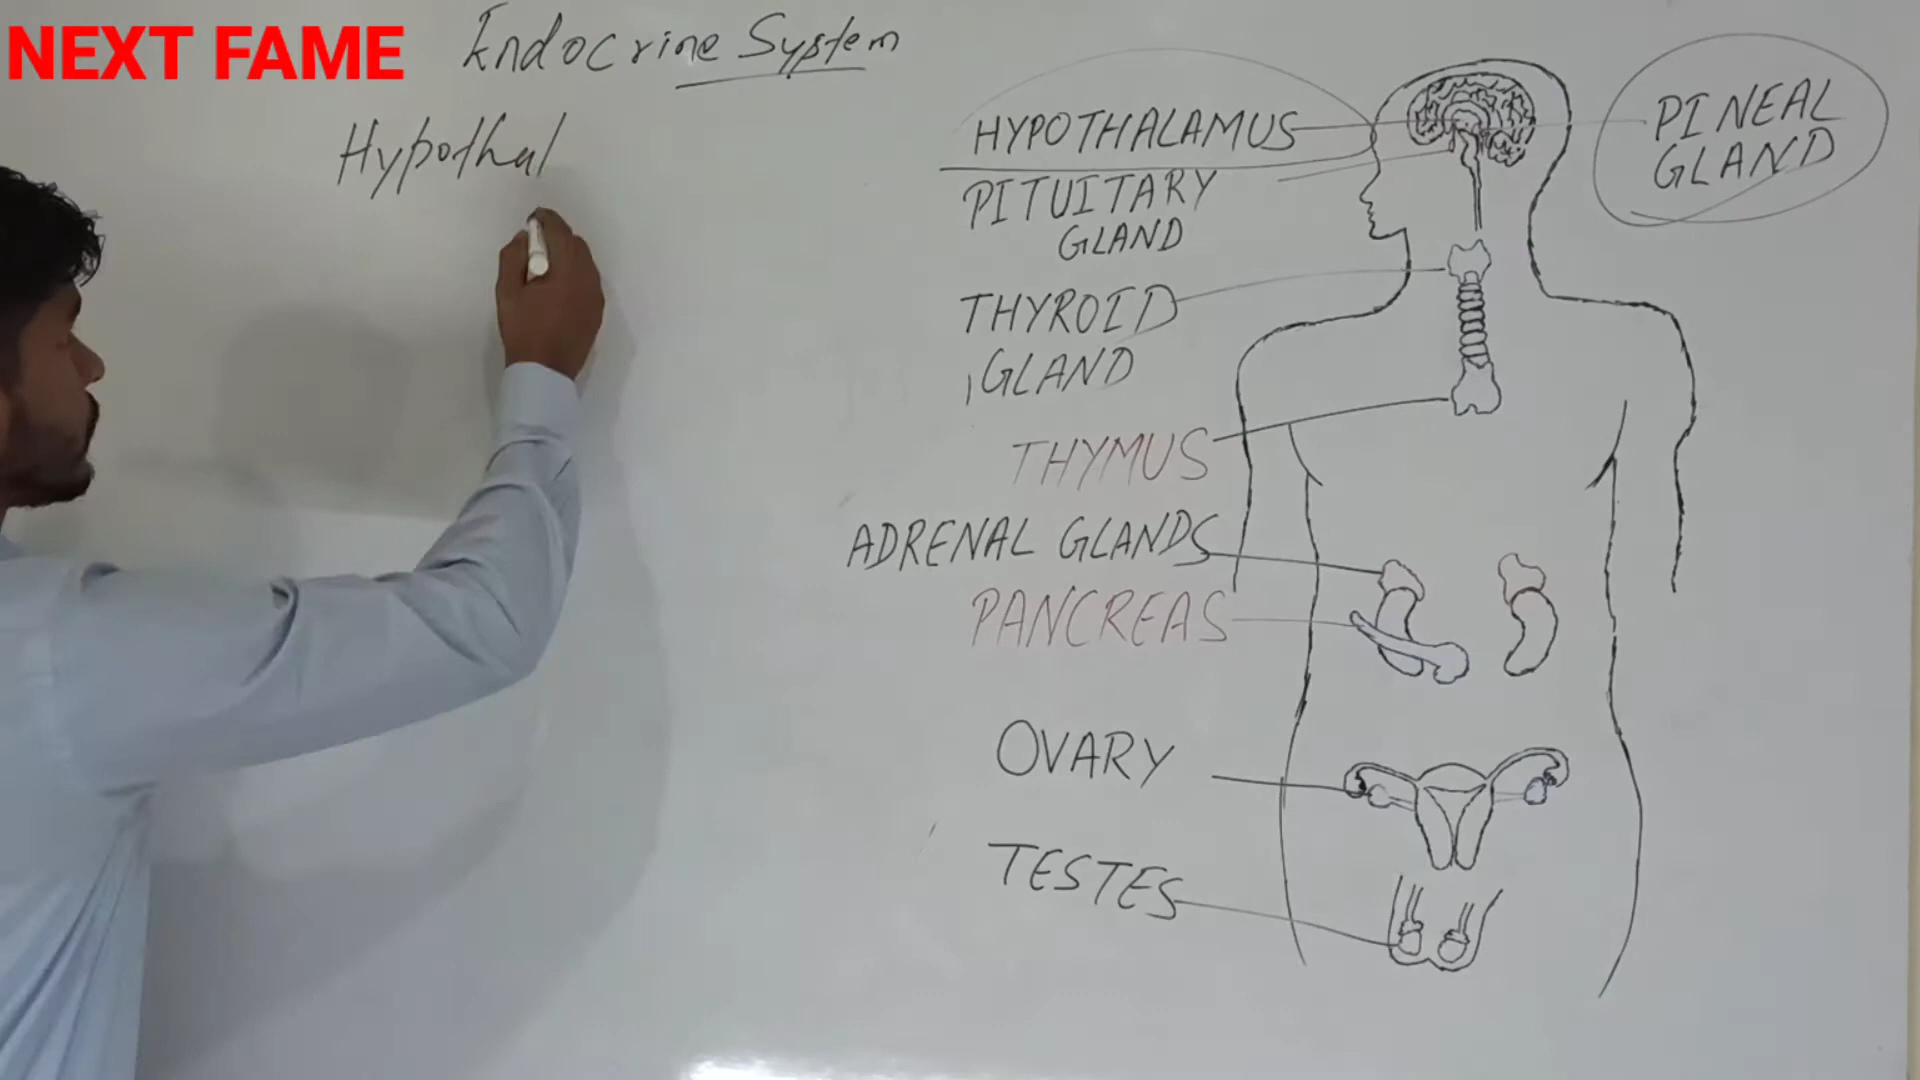 NEXT FAME
Endocrine System
Hypothal
HYPOTHALAMUS
PITUITARY
GLAND
THYROID
GLAND
THYMUS
ADRENAL GLANDS
PANCREAS
OVARY
TESTES
PINEAL
GLAND